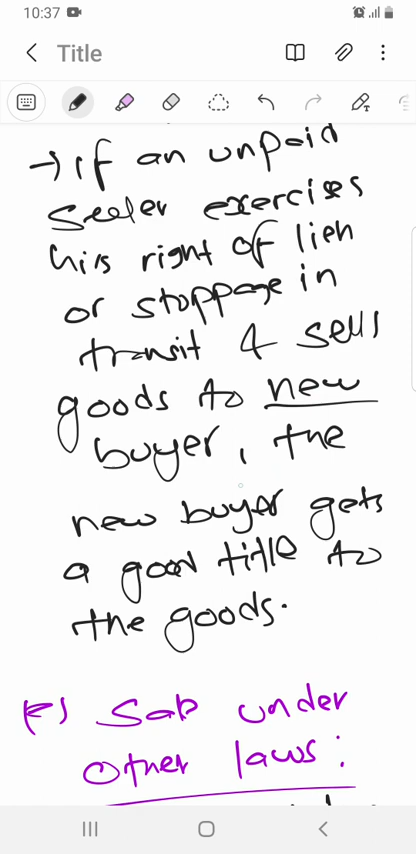 10:37
Title
→ If an unpaid
seeler exercises
his right of lien
or stoppage in
transit & sells
goods to new
buyer, the
new buyer gets
a good title to
the goods.
(F) Sale under
other laws: